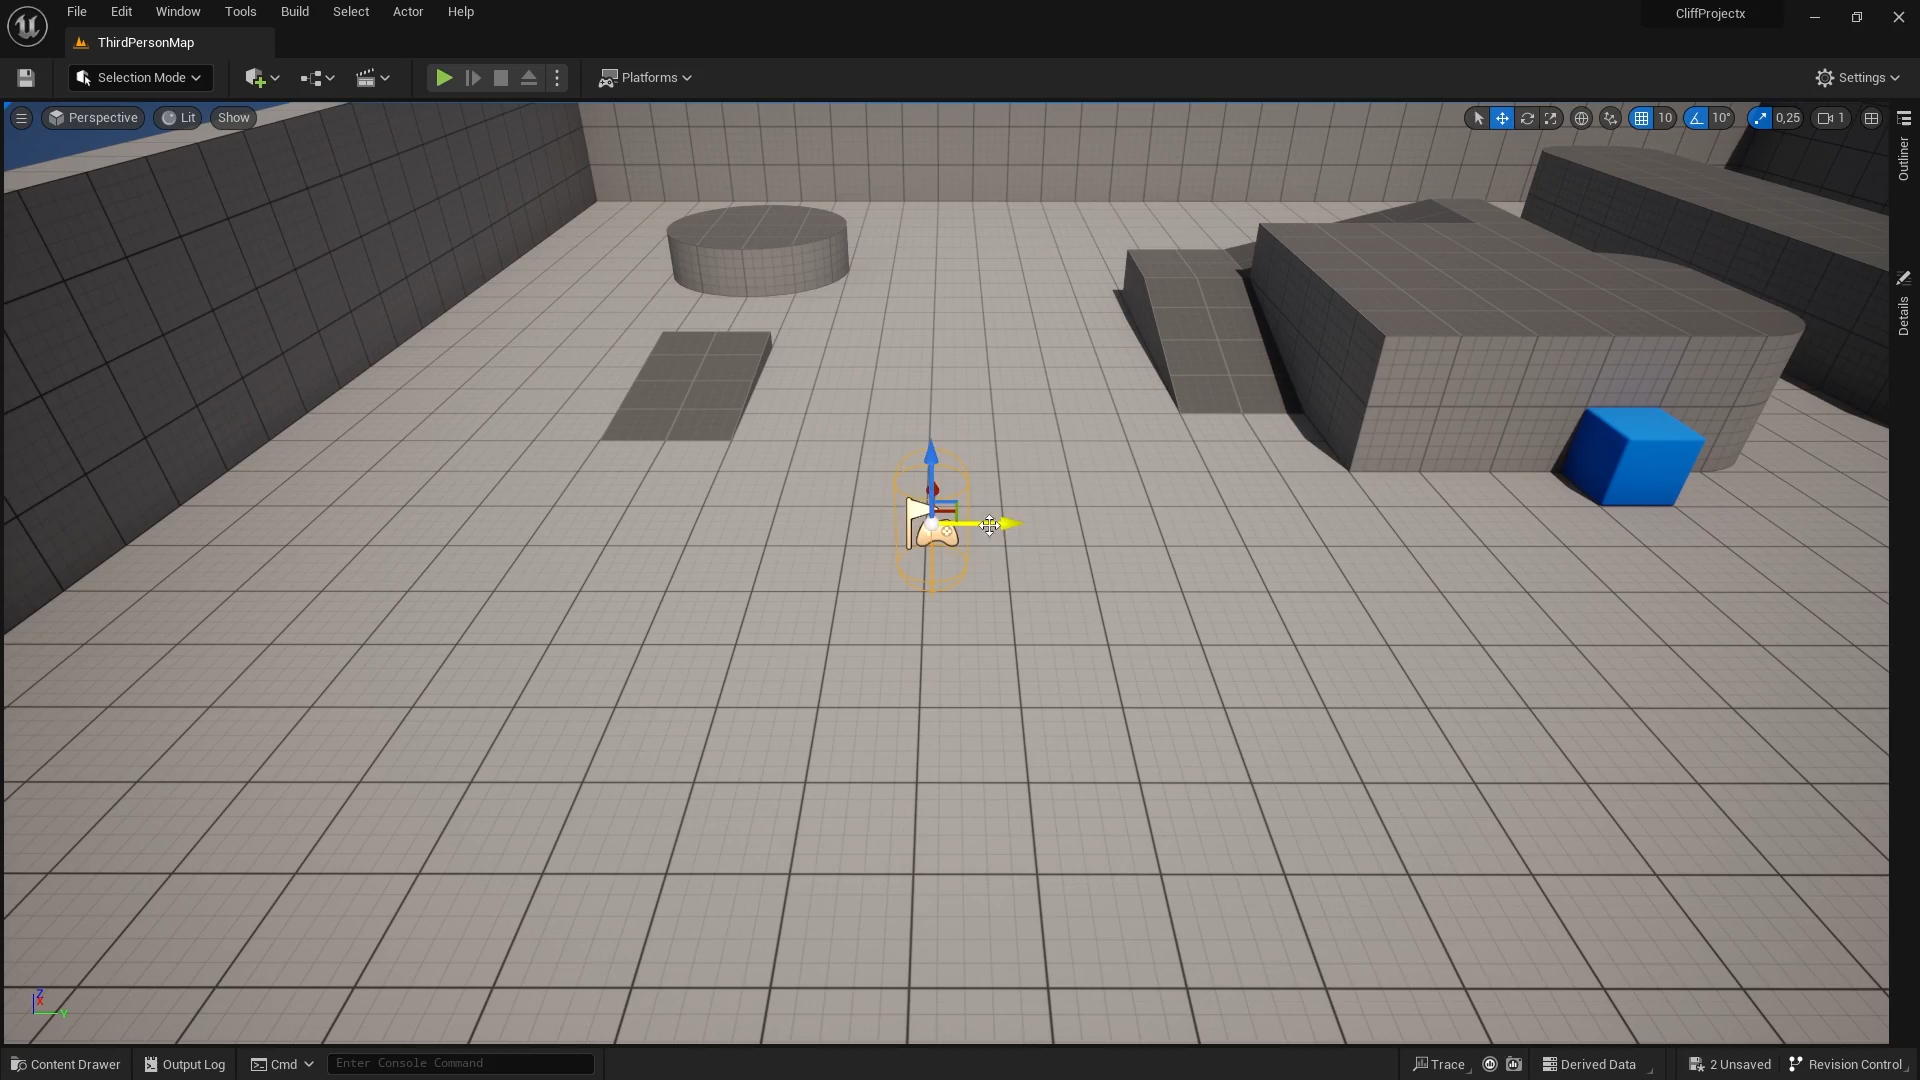 File Edit Window Tools Build Select Actor Help
CliffProjectx
ThirdPersonMap
Selection Mode
Platforms
Settings
Perspective Lit Show
10 10° 0,25 1
Outliner
Details
Z
X
Y
Content Drawer Output Log Cmd Enter Console Command
Trace Derived Data 2 Unsaved Revision Control